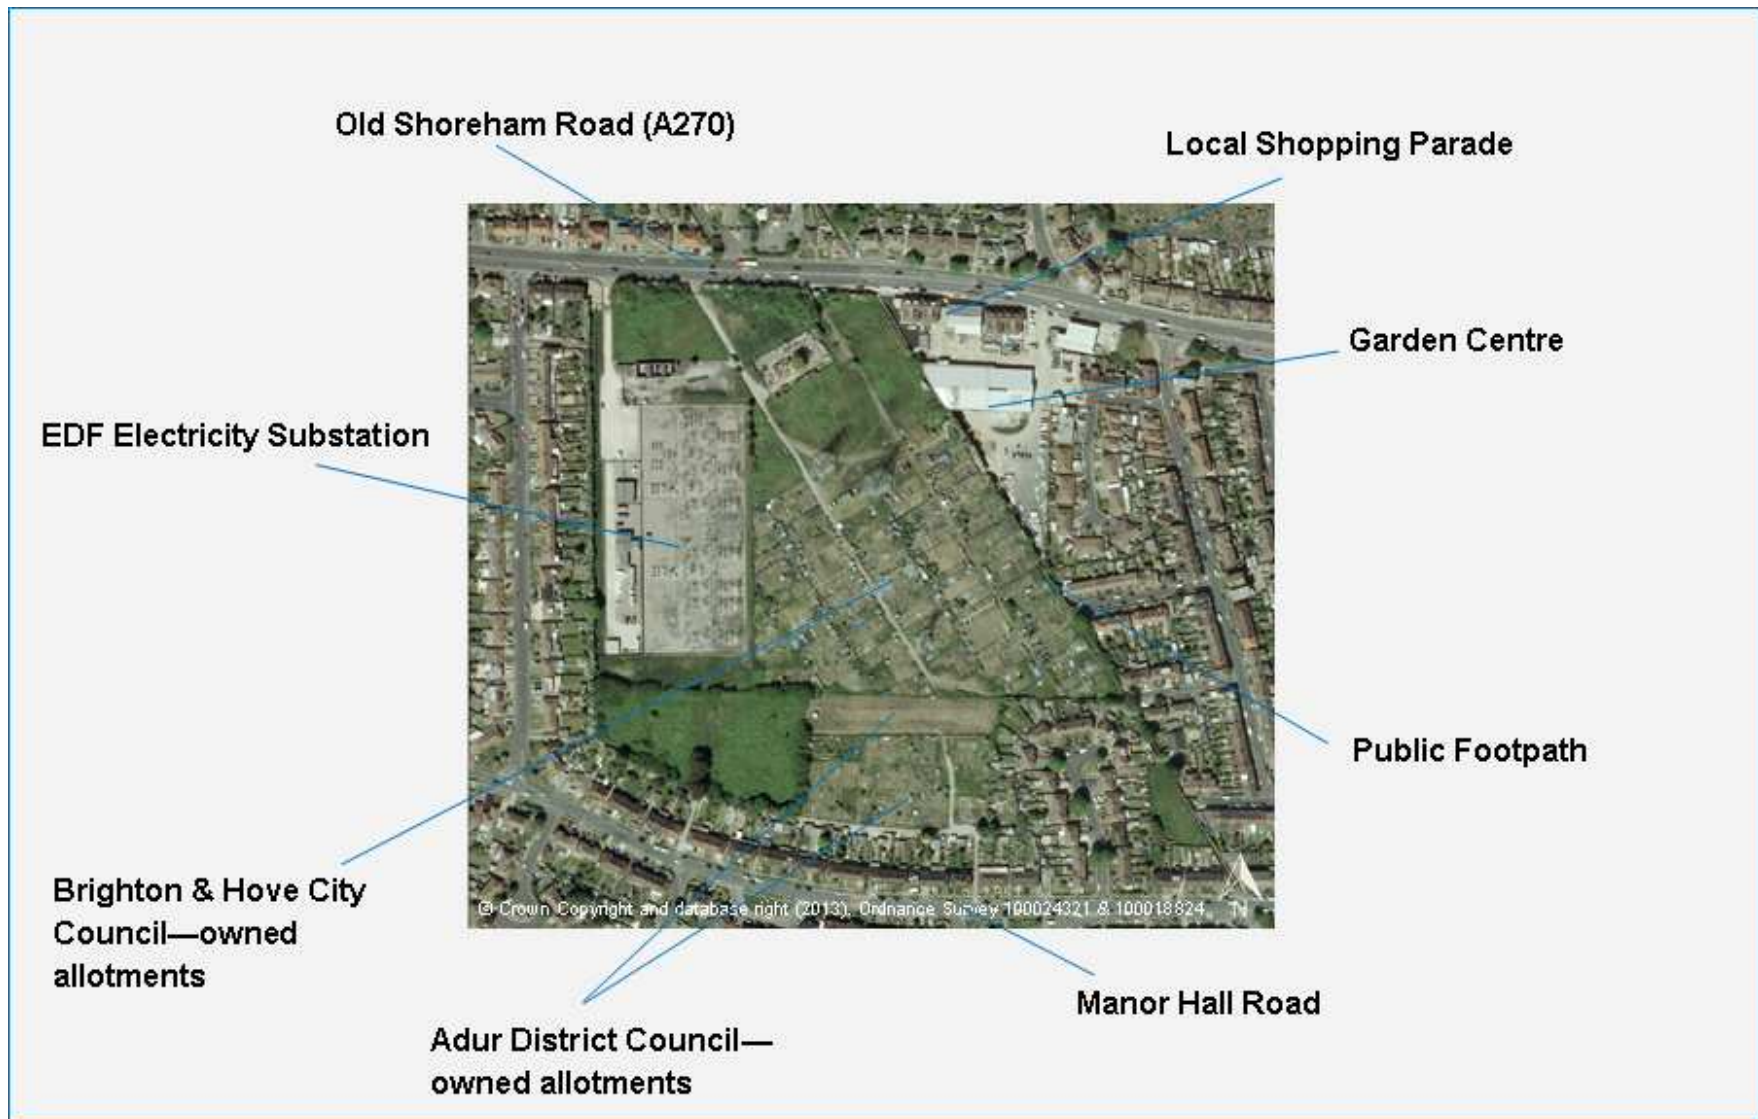 Old Shoreham Road (A270)
Local Shopping Parade
Garden Centre
EDF Electricity Substation
Public Footpath
Brighton & Hove City
Council—owned
allotments
© Crown Copyright and database right (2013). Ordnance Survey 100024321 & 100018824.
Manor Hall Road
Adur District Council—
owned allotments